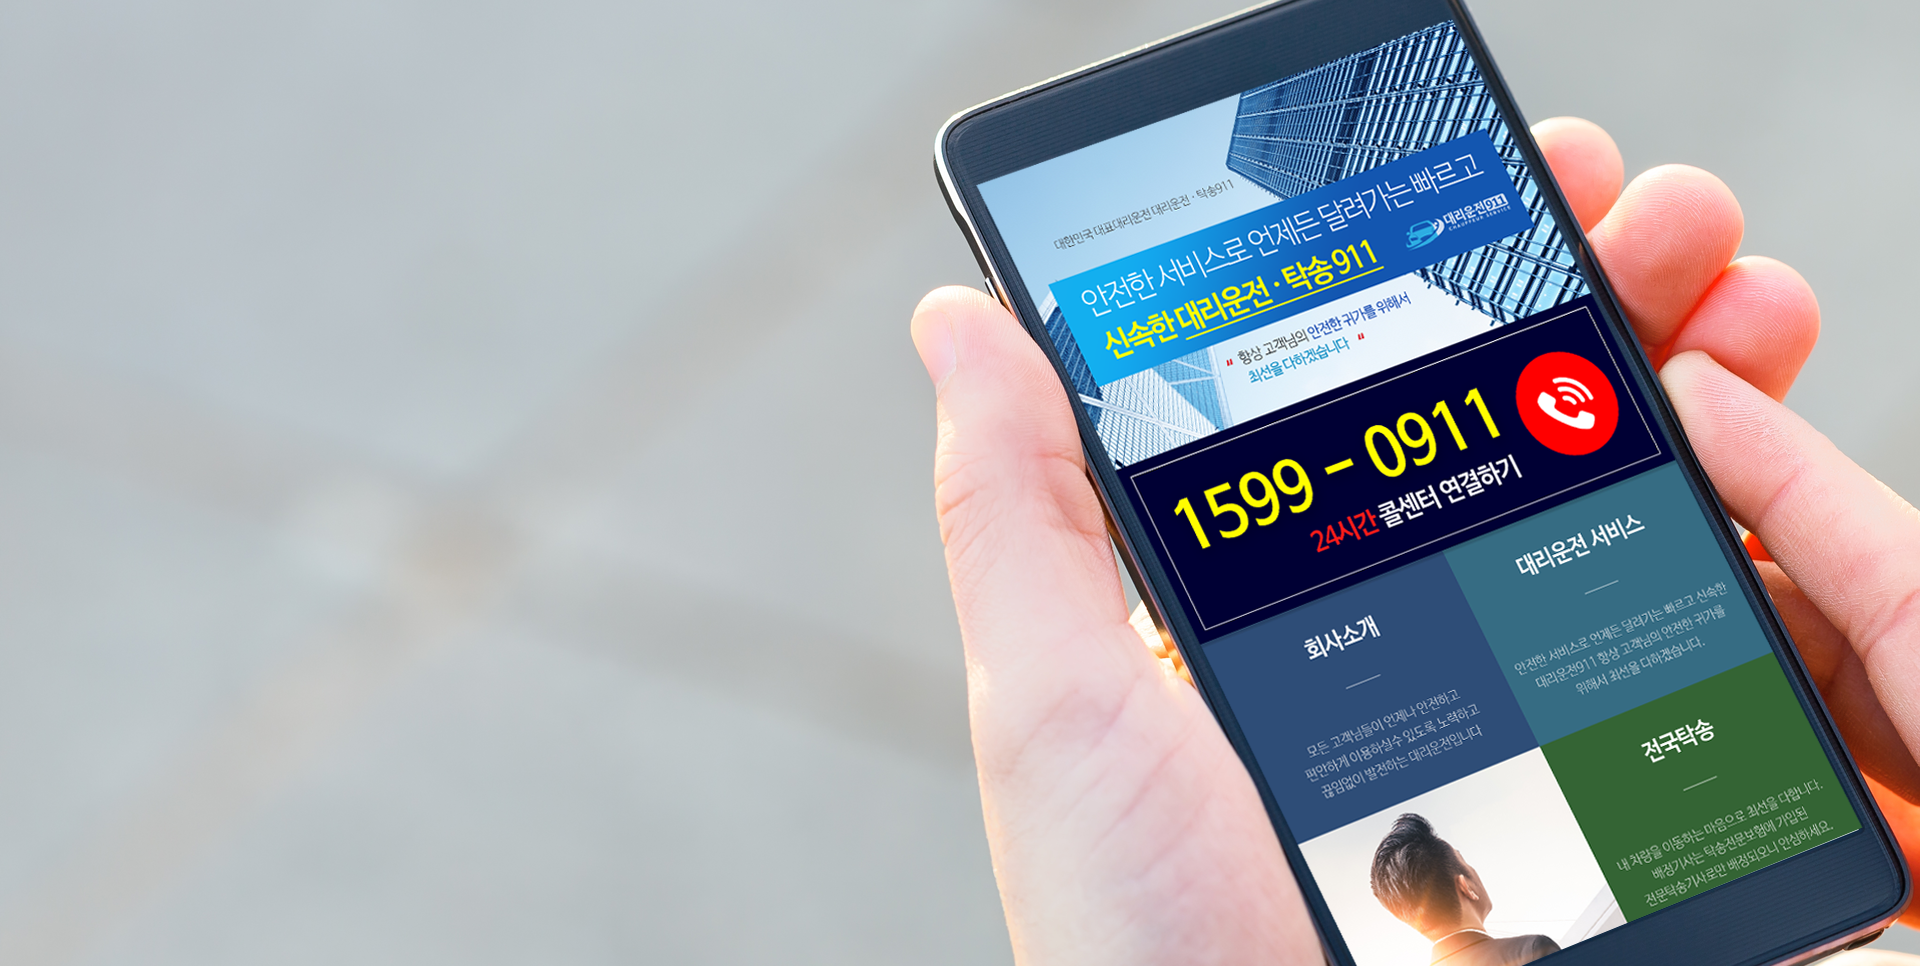 대한민국 대표대리운전 대리운전 · 탁송911
안전한 서비스로 언제든 달려가는 빠르고
신속한 대리운전 · 탁송 911
대리운전911
CHAUFFEUR SERVICE
" 항상 고객님의 안전한 귀가를 위해서
최선을 다하겠습니다 "
1599 - 0911
24시간 콜센터 연결하기
회사소개
모든 고객님들이 언제나 안전하고
편안하게 이용하실수 있도록 노력하고
끊임없이 발전하는 대리운전입니다
대리운전 서비스
안전한 서비스로 언제든 달려가는 빠르고 신속한
대리운전911 항상 고객님의 안전한 귀가를
위해서 최선을 다하겠습니다.
전국탁송
내 차량을 이동하는 마음으로 최선을 다합니다.
배정기사는 탁송전문보험에 가입된
전문탁송기사로만 배정되오니 안심하세요.